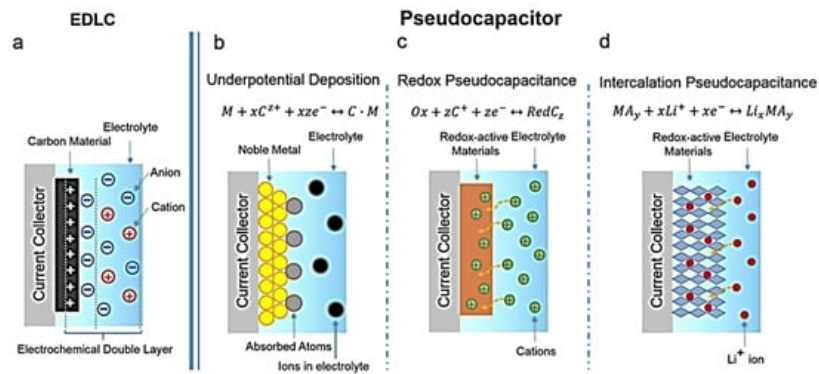 EDLC
Pseudocapacitor
a
b
c
d
Underpotential Deposition
Redox Pseudocapacitance
Intercalation Pseudocapacitance
M + xC^{z+} + xze^- ↔ C · M
Ox + zC^+ + ze^- ↔ RedC_z
MA_y + xLi^+ + xe^- ↔ Li_xMA_y
Carbon Material
Electrolyte
Anion
Cation
Current Collector
Electrochemical Double Layer
Noble Metal
Electrolyte
Current Collector
Absorbed Atoms
Ions in electrolyte
Redox-active Electrolyte
Materials
Current Collector
Cations
Redox-active Electrolyte
Materials
Current Collector
Li^+ ion